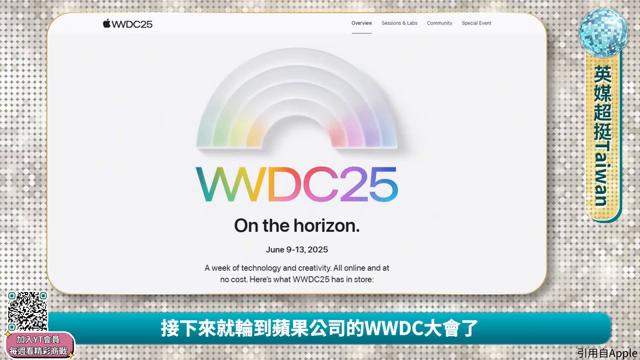 WWDC25
Overview
Sessions & Labs
Community
Special Event
WWDC25
On the horizon.
June 9-13, 2025
A week of technology and creativity. All online and at
no cost. Here's what WWDC25 has in store:
英媒超挺Taiwan
接下來就輪到蘋果公司的WWDC大會了
加入YT會員
每週看精彩商戰
引用自Apple